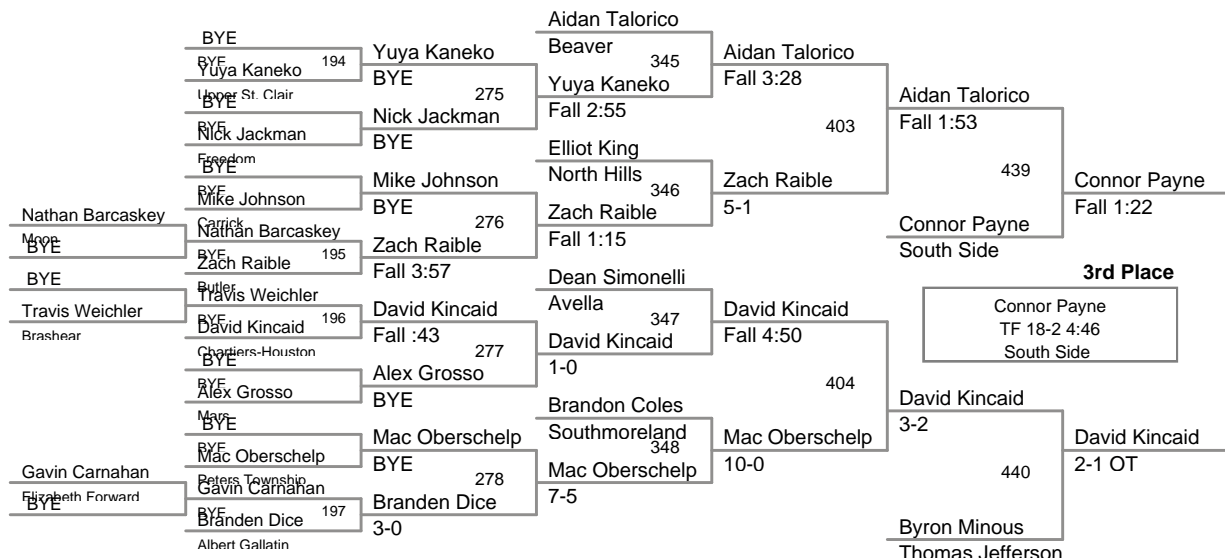 Nathan Barcaskey
Moon
BYE
BYE
Travis Weichler
Brashear
Gavin Carnahan
Elizabeth Forward
BYE
BYE
BYE
Yuya Kaneko
194
Upper St. Clair
BYE
BYE
Nick Jackman
Freedom
BYE
BYE
Mike Johnson
Carrick
Nathan Barcaskey
BYE
Zach Raible
195
Butler
Travis Weichler
BYE
David Kincaid
196
Chartiers-Houston
BYE
BYE
Alex Grosso
Mars
BYE
BYE
Mac Oberschelp
Peters Township
Gavin Carnahan
BYE
Branden Dice
197
Albert Gallatin
Yuya Kaneko
BYE
275
Nick Jackman
BYE
Mike Johnson
BYE
276
Zach Raible
Fall 3:57
David Kincaid
Fall :43
277
Alex Grosso
BYE
Mac Oberschelp
BYE
278
Branden Dice
3-0
Aidan Talorico
Beaver
345
Yuya Kaneko
Fall 2:55
Elliot King
North Hills
346
Zach Raible
Fall 1:15
Dean Simonelli
Avella
347
David Kincaid
1-0
Brandon Coles
Southmoreland
348
Mac Oberschelp
7-5
Aidan Talorico
Fall 3:28
403
Zach Raible
5-1
David Kincaid
Fall 4:50
404
Mac Oberschelp
10-0
Aidan Talorico
Fall 1:53
439
Connor Payne
South Side
David Kincaid
3-2
440
Byron Minous
Thomas Jefferson
Connor Payne
Fall 1:22
3rd Place
Connor Payne
TF 18-2 4:46
South Side
David Kincaid
2-1 OT